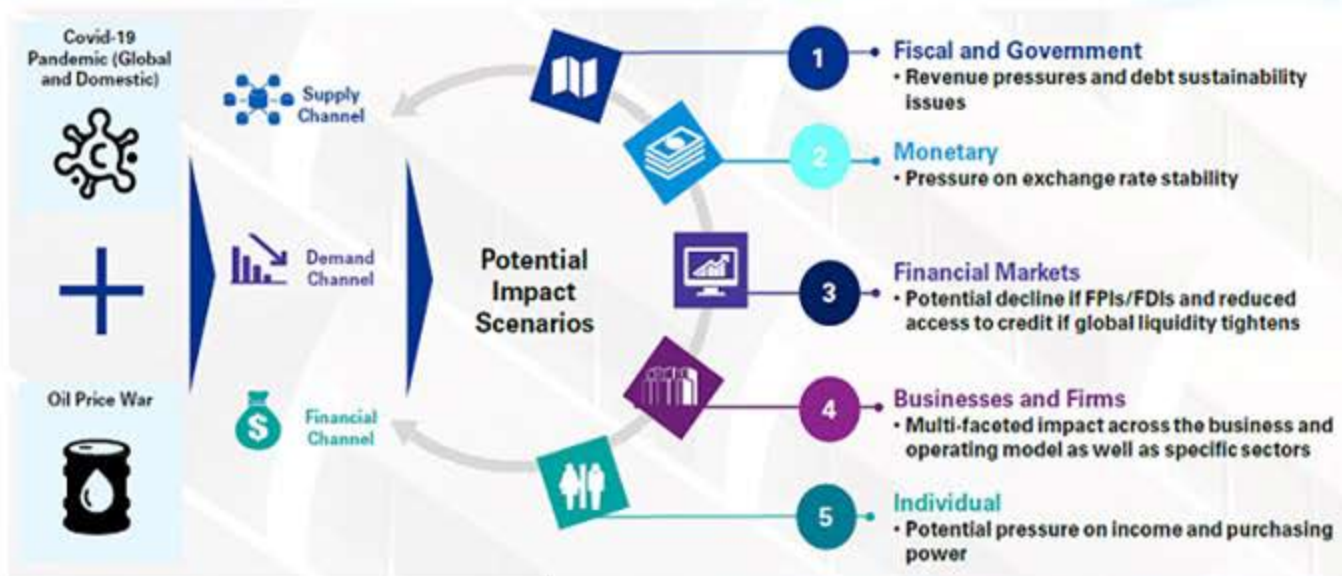 Covid-19
Pandemic (Global
and Domestic)
Oil Price War
Supply
Channel
Demand
Channel
Financial
Channel
$
Potential
Impact
Scenarios
1
Fiscal and Government
• Revenue pressures and debt sustainability
issues
2
Monetary
• Pressure on exchange rate stability
3
Financial Markets
• Potential decline if FPIs/FDIs and reduced
access to credit if global liquidity tightens
4
Businesses and Firms
• Multi-faceted impact across the business and
operating model as well as specific sectors
5
Individual
• Potential pressure on income and purchasing
power